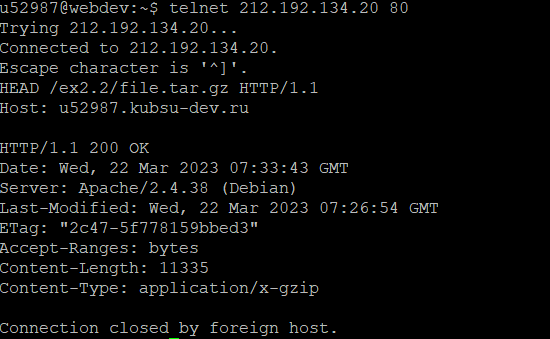 u52987@webdev:~$ telnet 212.192.134.20 80
Trying 212.192.134.20...
Connected to 212.192.134.20.
Escape character is '^]'.
HEAD /ex2.2/file.tar.gz HTTP/1.1
Host: u52987.kubsu-dev.ru

HTTP/1.1 200 OK
Date: Wed, 22 Mar 2023 07:33:43 GMT
Server: Apache/2.4.38 (Debian)
Last-Modified: Wed, 22 Mar 2023 07:26:54 GMT
ETag: "2c47-5f778159bbed3"
Accept-Ranges: bytes
Content-Length: 11335
Content-Type: application/x-gzip

Connection closed by foreign host.